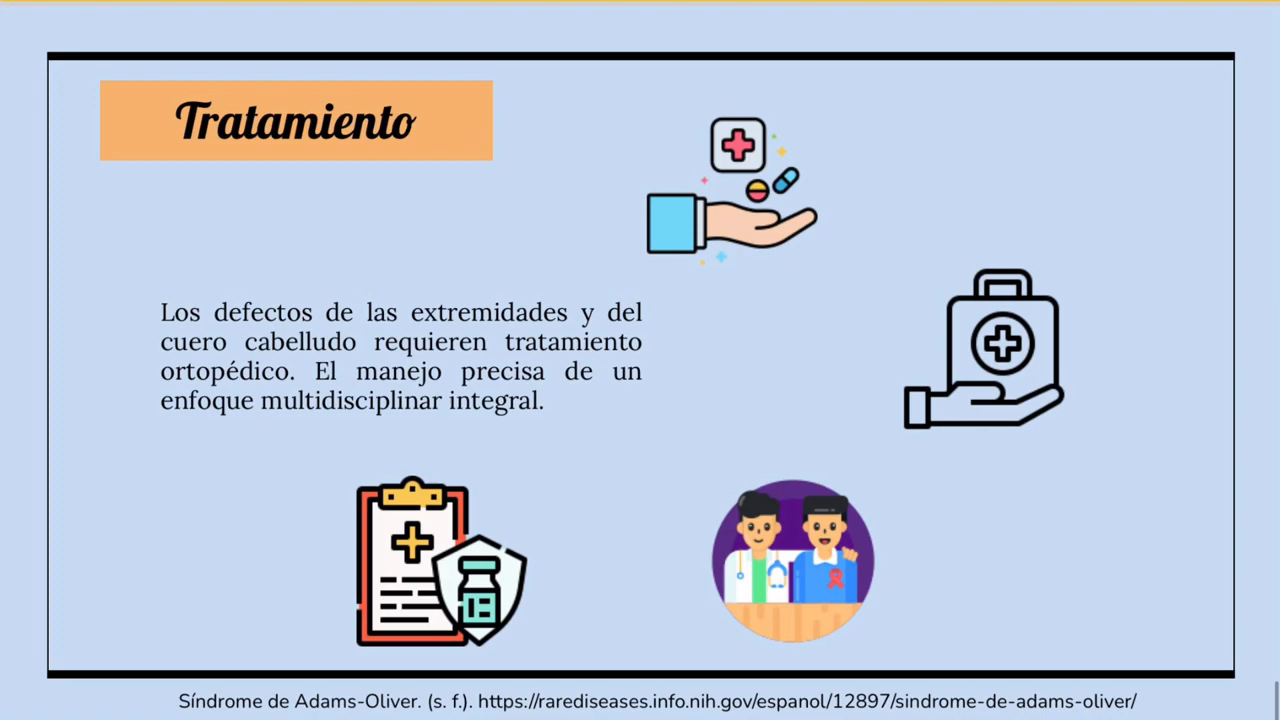 Tratamiento
Los defectos de las extremidades y del
cuero cabelludo requieren tratamiento
ortopédico. El manejo precisa de un
enfoque multidisciplinar integral.
Síndrome de Adams-Oliver. (s. f.). https://rarediseases.info.nih.gov/espanol/12897/sindrome-de-adams-oliver/